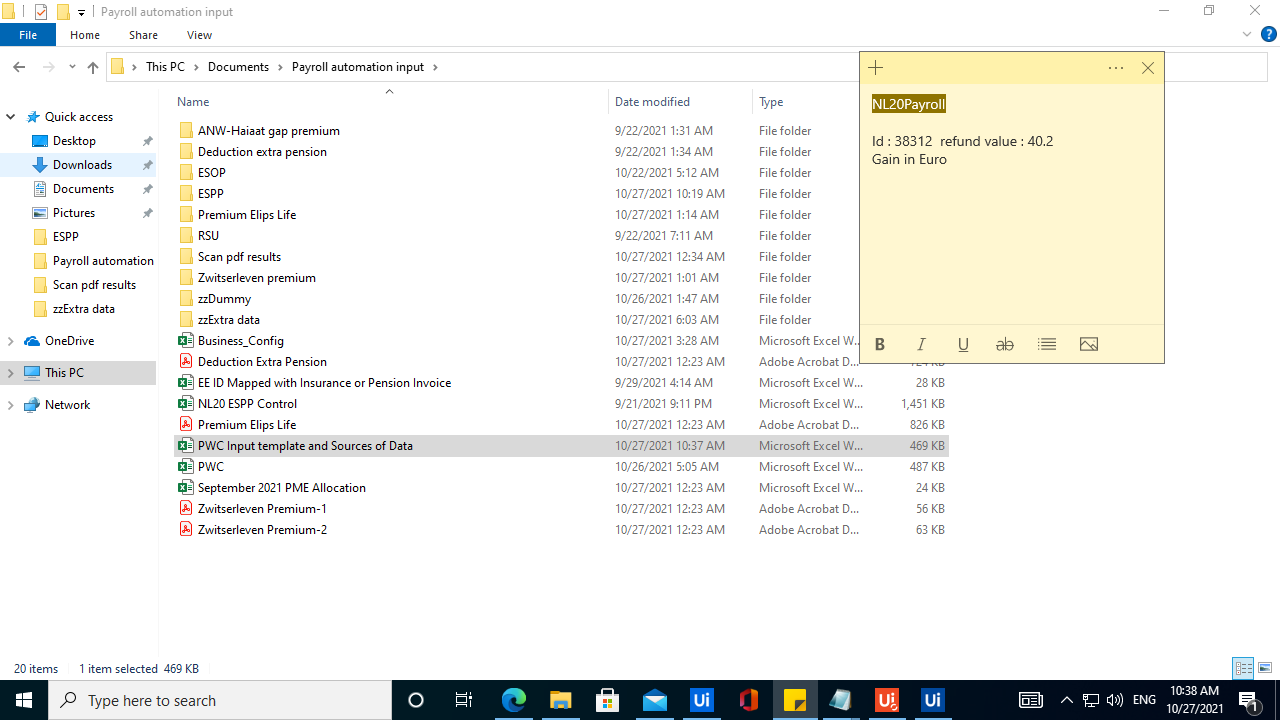 Payroll automation input
File Home Share View
This PC Documents Payroll automation input
Name Date modified Type
Quick access
Desktop
Downloads
Documents
Pictures
ESPP
Payroll automation
Scan pdf results
zzExtra data
OneDrive
This PC
Network
ANW-Haiaat gap premium 9/22/2021 1:31 AM File folder
Deduction extra pension 9/22/2021 1:34 AM File folder
ESOP 10/22/2021 5:12 AM File folder
ESPP 10/27/2021 10:19 AM File folder
Premium Elips Life 10/27/2021 1:14 AM File folder
RSU 9/22/2021 7:11 AM File folder
Scan pdf results 10/27/2021 12:34 AM File folder
Zwitserleven premium 10/27/2021 1:01 AM File folder
zzDummy 10/26/2021 1:47 AM File folder
zzExtra data 10/27/2021 6:03 AM File folder
Business_Config 10/27/2021 3:28 AM Microsoft Excel W...
Deduction Extra Pension 10/27/2021 12:23 AM Adobe Acrobat D... 124 KB
EE ID Mapped with Insurance or Pension Invoice 9/29/2021 4:14 AM Microsoft Excel W... 28 KB
NL20 ESPP Control 9/21/2021 9:11 PM Microsoft Excel W... 1,451 KB
Premium Elips Life 10/27/2021 12:23 AM Adobe Acrobat D... 826 KB
PWC Input template and Sources of Data 10/27/2021 10:37 AM Microsoft Excel W... 469 KB
PWC 10/26/2021 5:05 AM Microsoft Excel W... 487 KB
September 2021 PME Allocation 10/27/2021 12:23 AM Microsoft Excel W... 24 KB
Zwitserleven Premium-1 10/27/2021 12:23 AM Adobe Acrobat D... 56 KB
Zwitserleven Premium-2 10/27/2021 12:23 AM Adobe Acrobat D... 63 KB
NL20Payroll
Id : 38312 refund value : 40.2
Gain in Euro
B I U ab
20 items 1 item selected 469 KB
Type here to search
Ui Ui Ui
ENG
10:38 AM
10/27/2021
1